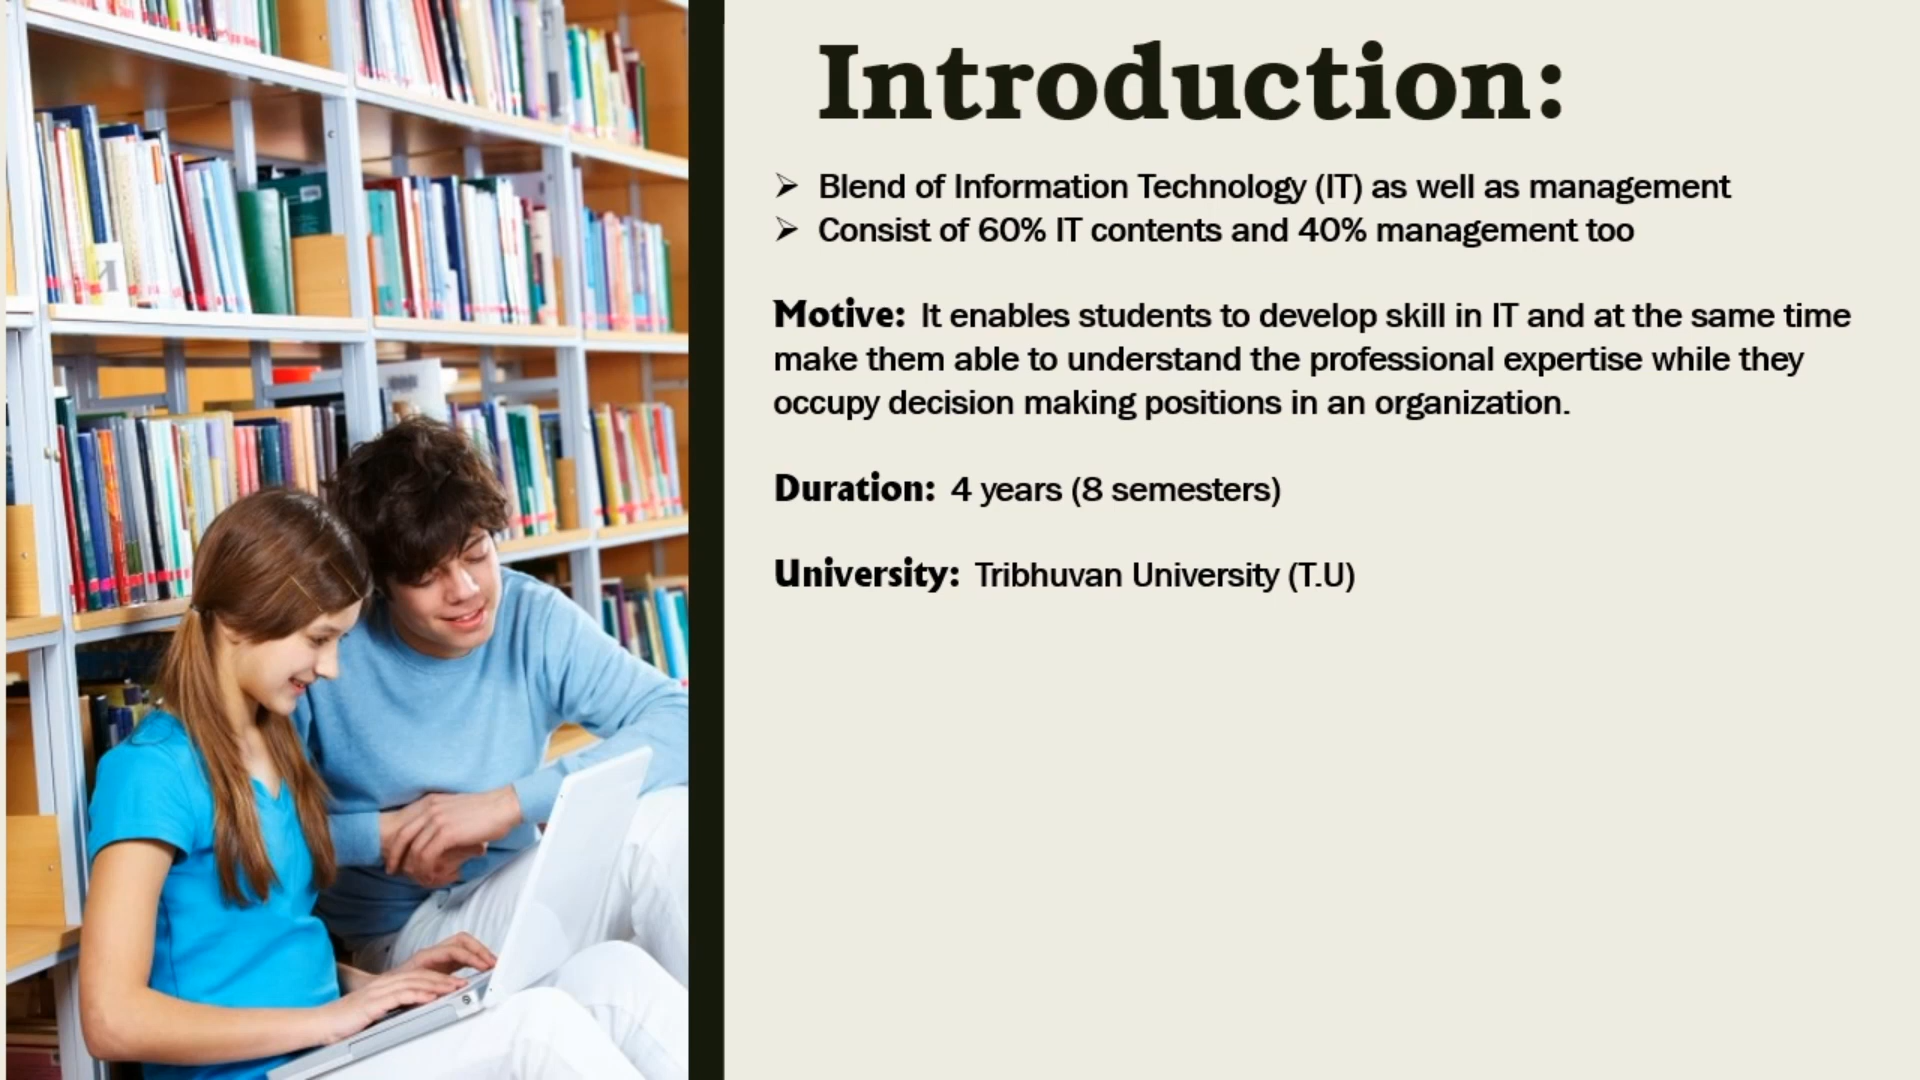 Introduction:
➢ Blend of Information Technology (IT) as well as management
➢ Consist of 60% IT contents and 40% management too
Motive: It enables students to develop skill in IT and at the same time
make them able to understand the professional expertise while they
occupy decision making positions in an organization.
Duration: 4 years (8 semesters)
University: Tribhuvan University (T.U)